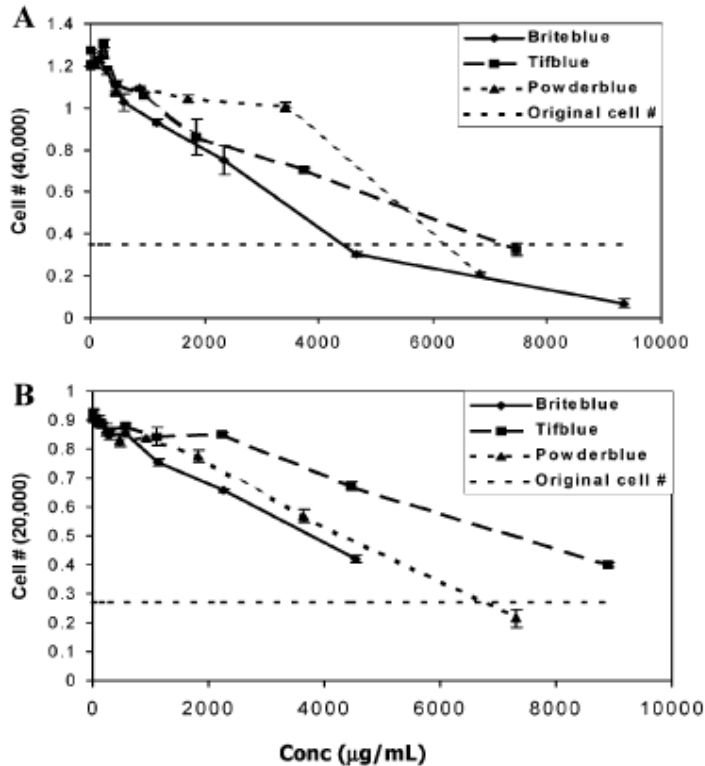 A
Briteblue
Tifblue
Powderblue
Original cell #
Cell # (40,000)
1.4
1.2
1
0.8
0.6
0.4
0.2
0
0 2000 4000 6000 8000 10000
B
Briteblue
Tifblue
Powderblue
Original cell #
Cell # (20,000)
1
0.9
0.8
0.7
0.6
0.5
0.4
0.3
0.2
0.1
0
0 2000 4000 6000 8000 10000
Conc (μg/mL)